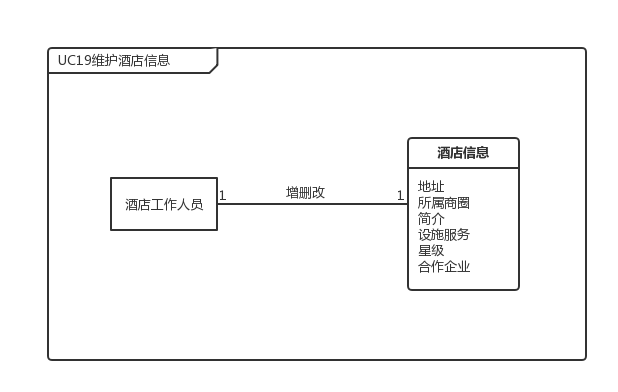 UC19维护酒店信息
酒店信息
增删改
酒店工作人员
1
1
地址
所属商圈
简介
设施服务
星级
合作企业